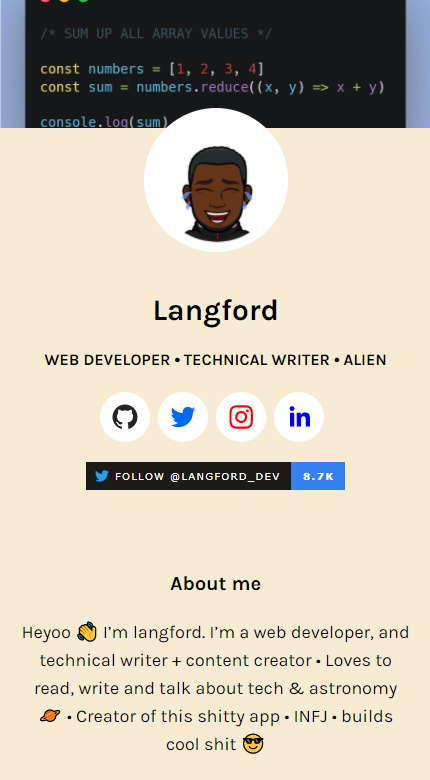 /* SUM UP ALL ARRAY VALUES */
const numbers = [1, 2, 3, 4]
const sum = numbers.reduce((x, y) => x + y)
console.log(sum)
Langford
WEB DEVELOPER • TECHNICAL WRITER • ALIEN
in
FOLLOW @LANGFORD_DEV 8.7K
About me
Heyoo 👋 I’m langford. I’m a web developer, and
technical writer + content creator • Loves to
read, write and talk about tech & astronomy
🪐 • Creator of this shitty app • INFJ • builds
cool shit 😎